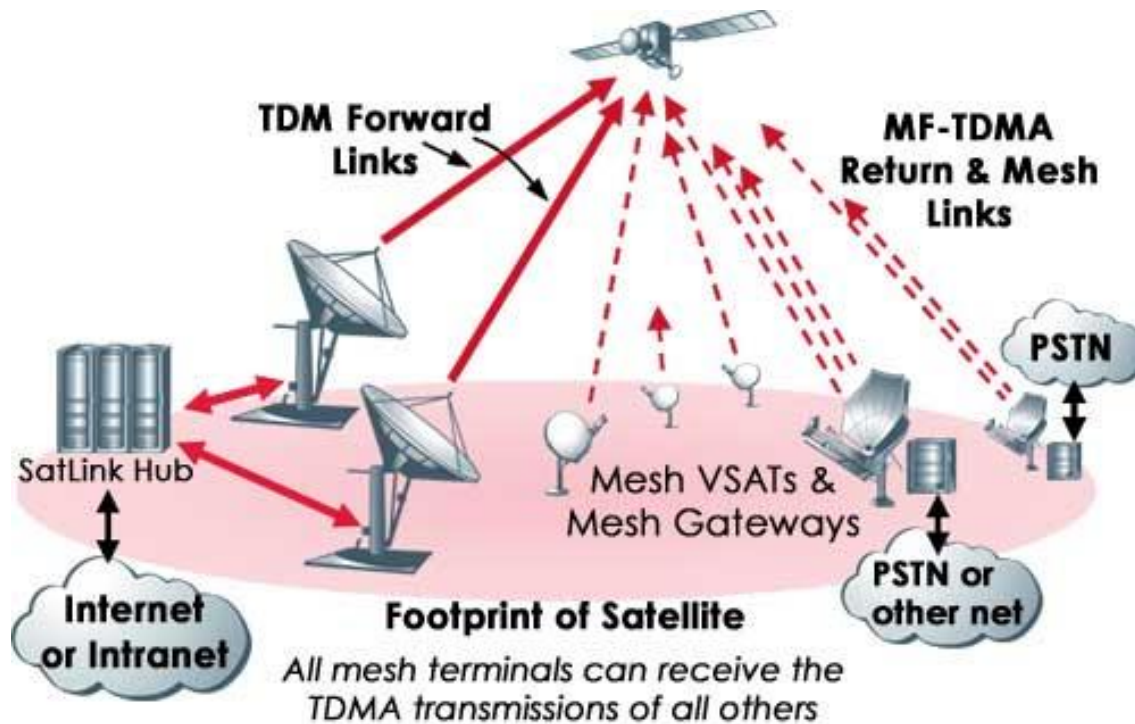 TDM Forward
Links
MF-TDMA
Return & Mesh
Links
PSTN
SatLink Hub
Mesh VSATs &
Mesh Gateways
Internet
or Intranet
PSTN or
other net
Footprint of Satellite
All mesh terminals can receive the
TDMA transmissions of all others